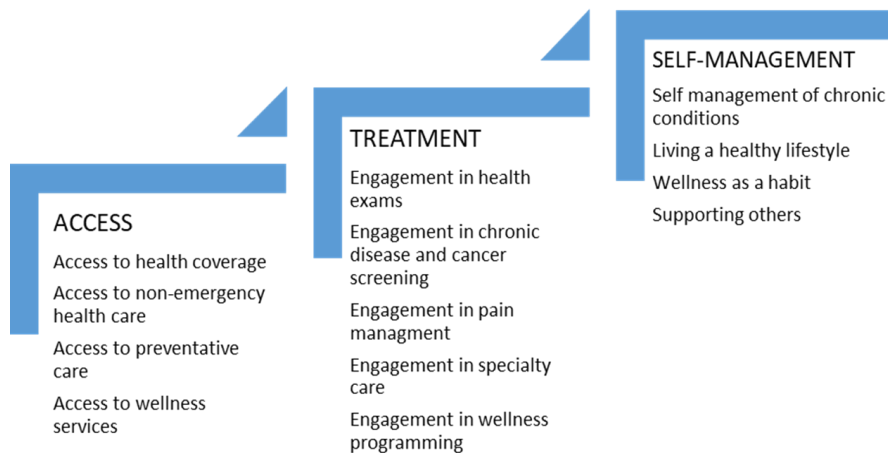 ACCESS
Access to health coverage
Access to non-emergency
health care
Access to preventative
care
Access to wellness
services
TREATMENT
Engagement in health
exams
Engagement in chronic
disease and cancer
screening
Engagement in pain
managment
Engagement in specialty
care
Engagement in wellness
programming
SELF-MANAGEMENT
Self management of chronic
conditions
Living a healthy lifestyle
Wellness as a habit
Supporting others